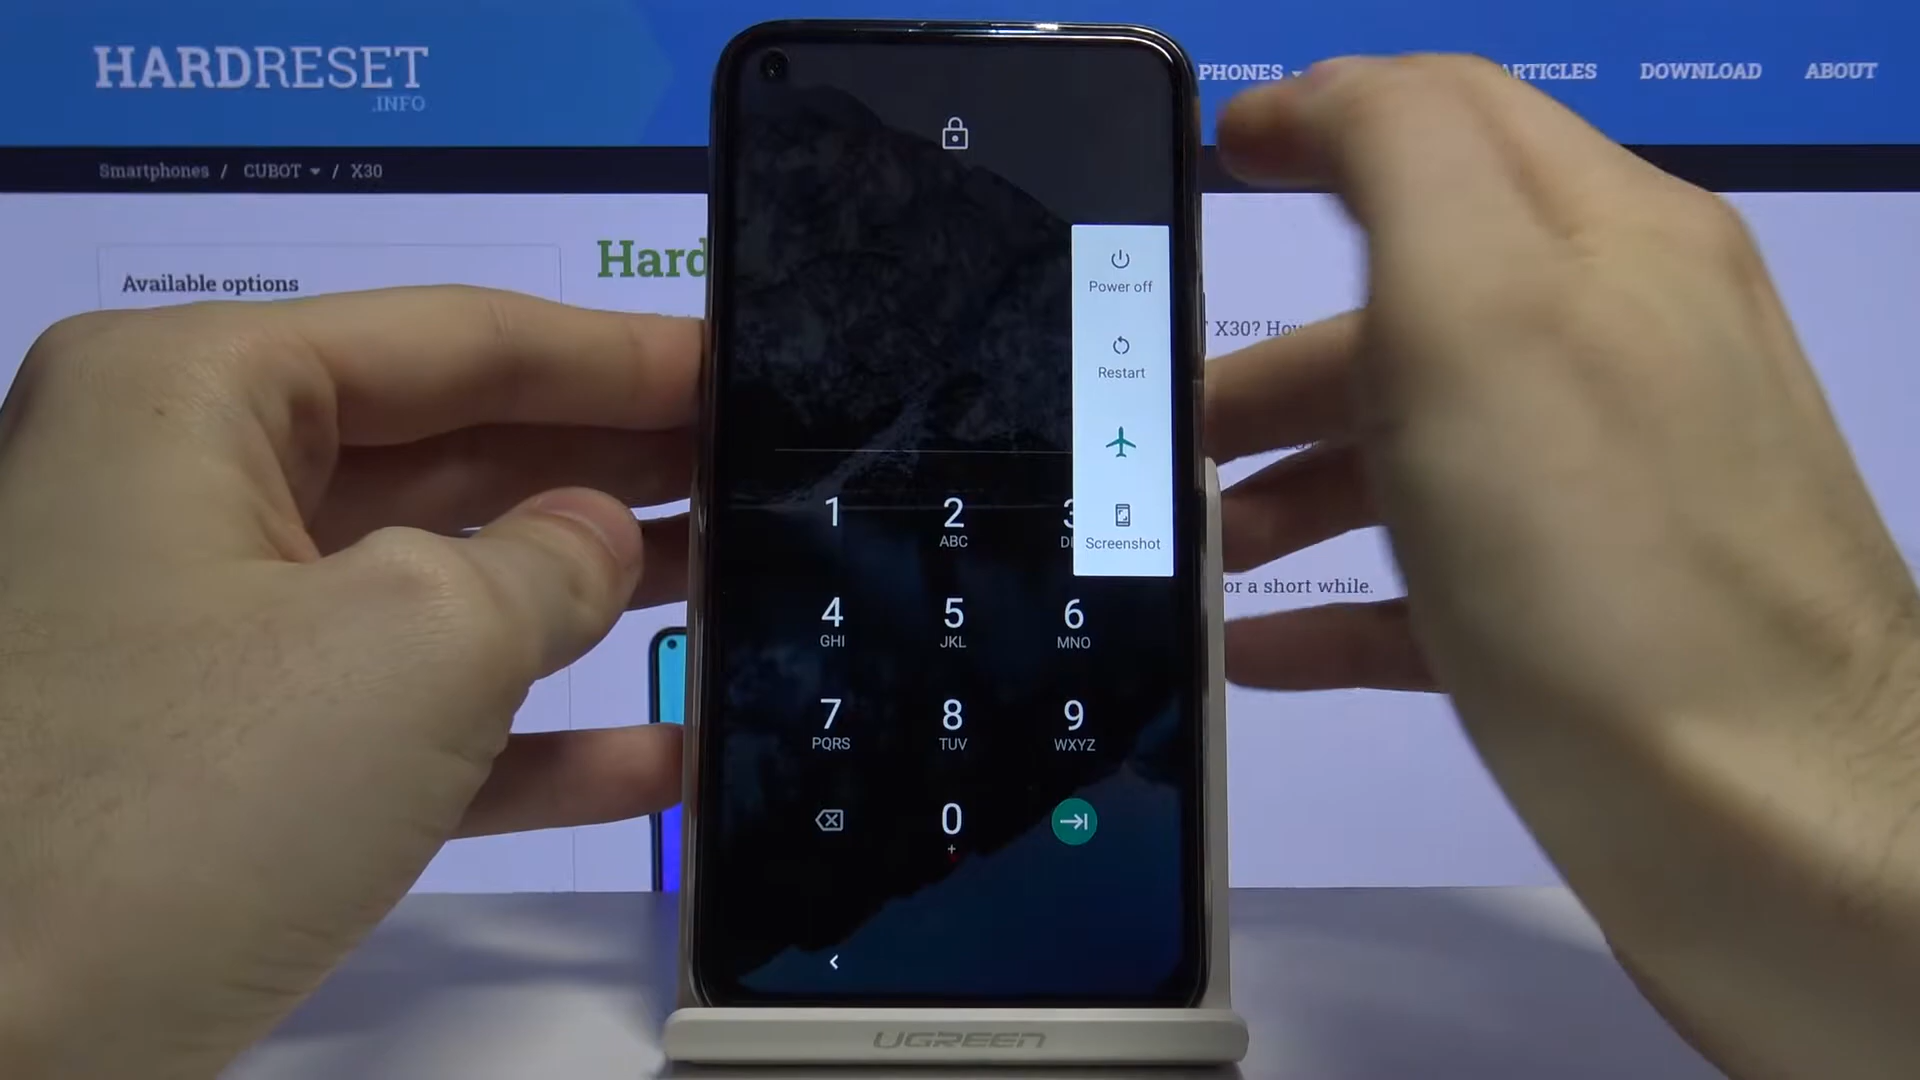 HARDRESET
.INFO
PHONES
ARTICLES
DOWNLOAD
ABOUT
Smartphones / CUBOT / X30
Available options
Hard
X30? How
or a short while.
Power off
Restart
Screenshot
1
2
ABC
3
4
GHI
5
JKL
6
MNO
7
PQRS
8
TUV
9
WXYZ
0
+
UGREEN